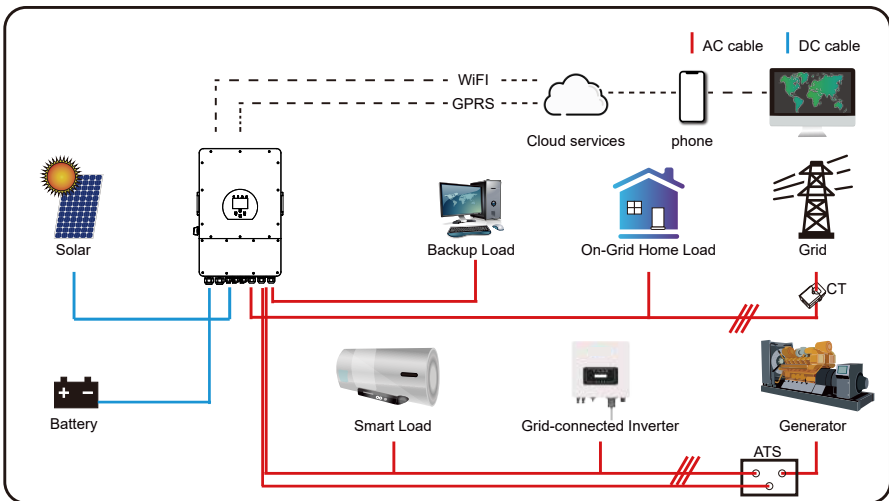 AC cable
DC cable
WiFI
GPRS
Cloud services
phone
Solar
Backup Load
On-Grid Home Load
Grid
CT
Battery
Smart Load
Grid-connected Inverter
Generator
ATS